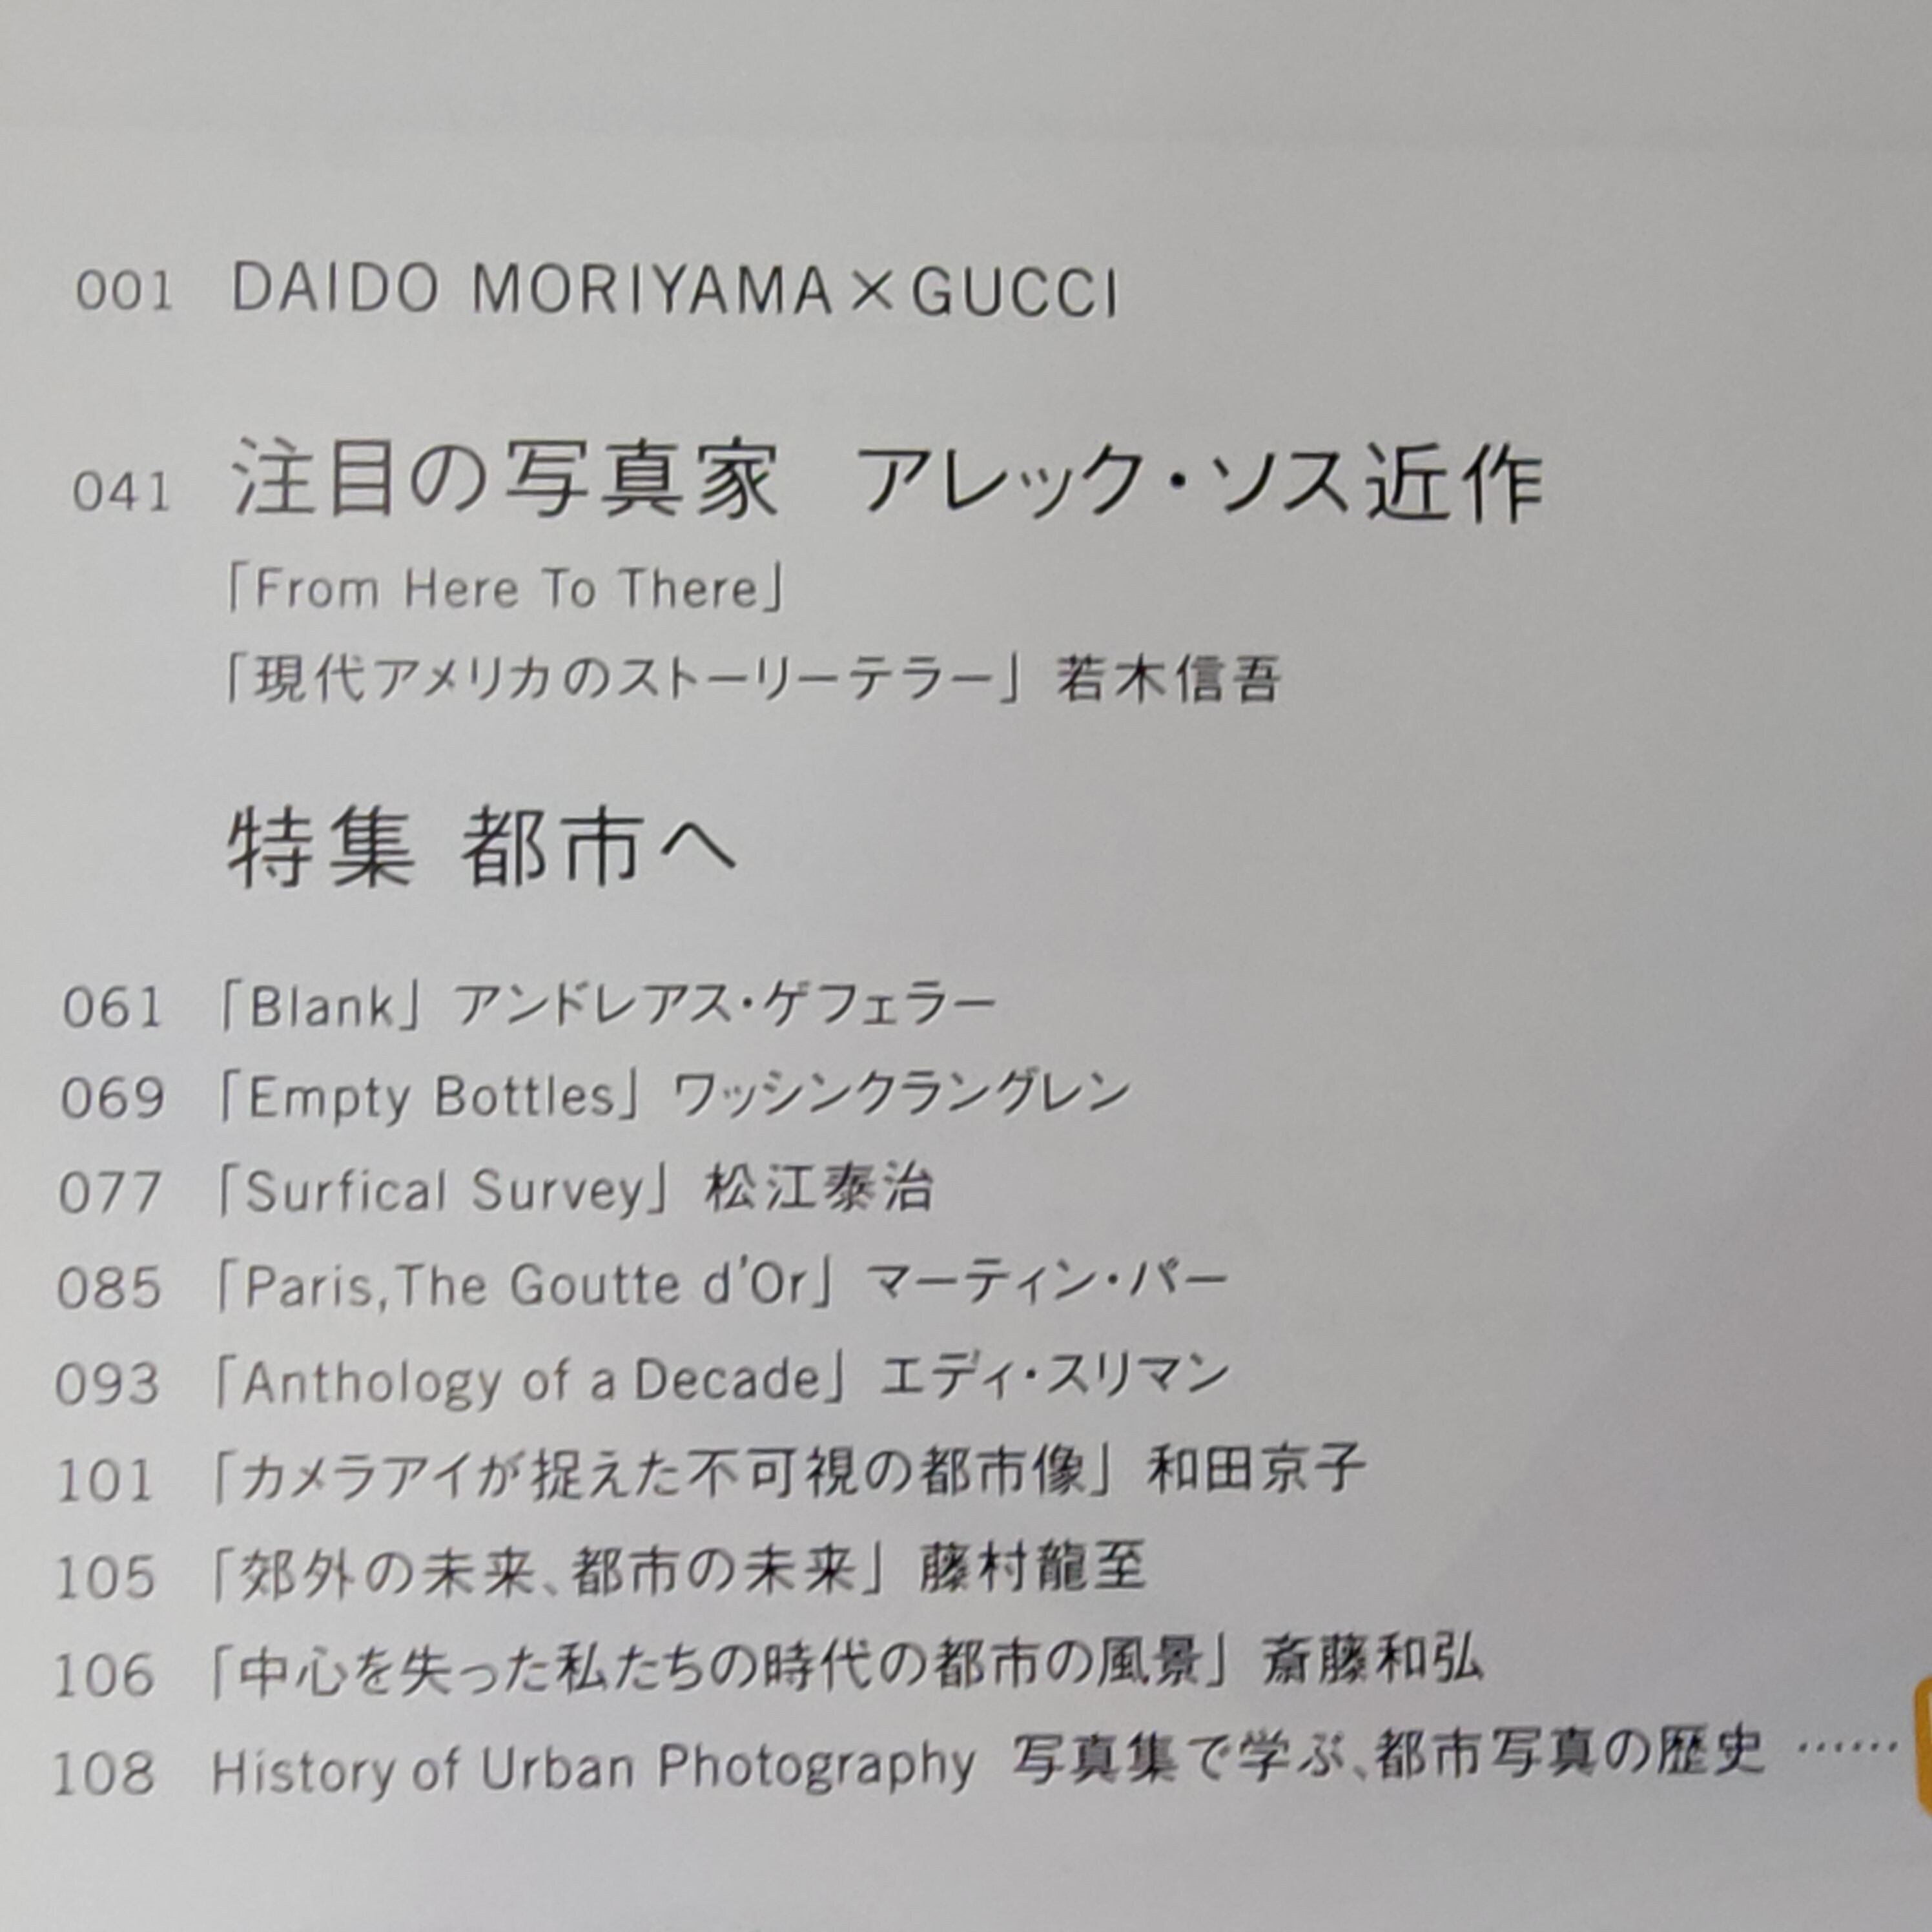 001 DAIDO MORIYAMA×GUCCI
041 注目の写真家 アレック・ソス近作
「From Here To There」
「現代アメリカのストーリーテラー」 若木信吾
特集 都市へ
061 「Blank」 アンドレアス・ゲフェラー
069 「Empty Bottles」 ワッシンクラングレン
077 「Surfical Survey」 松江泰治
085 「Paris,The Goutte d'Or」 マーティン・パー
093 「Anthology of a Decade」 エディ・スリマン
101 「カメラアイが捉えた不可視の都市像」 和田京子
105 「郊外の未来、都市の未来」 藤村龍至
106 「中心を失った私たちの時代の都市の風景」 斎藤和弘
108 History of Urban Photography 写真集で学ぶ、都市写真の歴史 ……